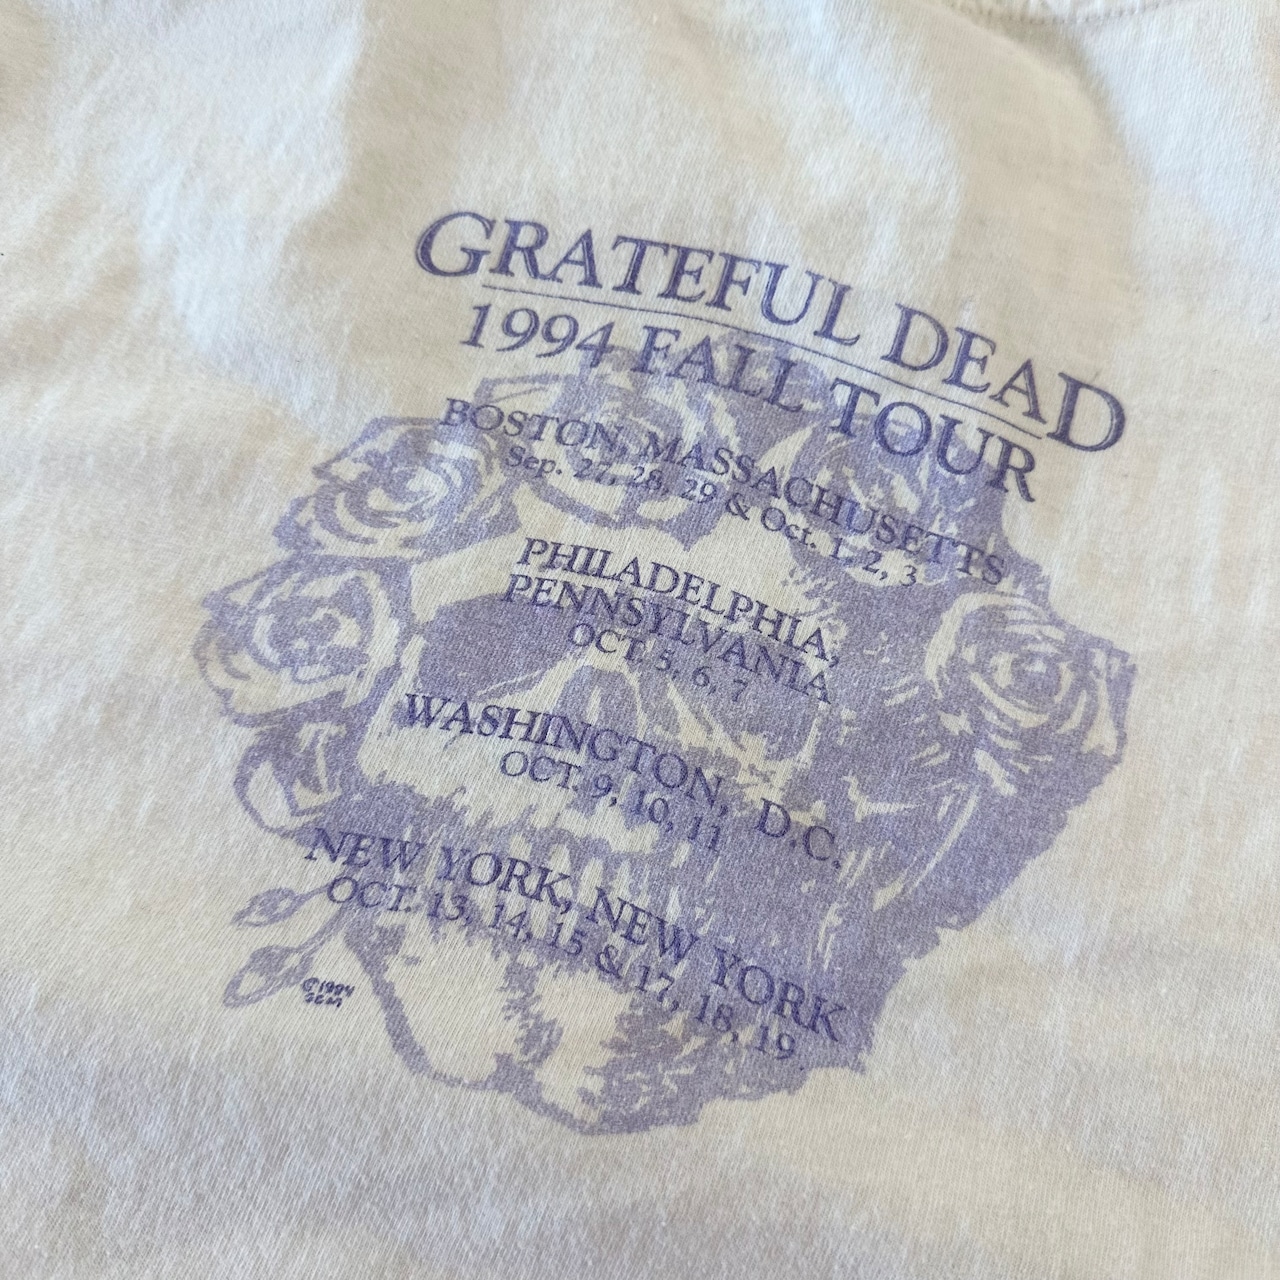 GRATEFUL DEAD
1994 FALL TOUR
BOSTON, MASSACHUSETTS
Sep. 27, 28, 29 & Oct. 1, 2, 3
PHILADELPHIA,
PENNSYLVANIA
OCT. 5, 6, 7
WASHINGTON, D.C.
OCT. 9, 10, 11
NEW YORK, NEW YORK
OCT. 13, 14, 15 & 17, 18, 19
©1994